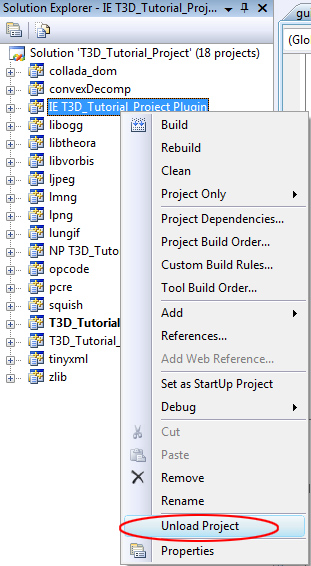 Solution Explorer - IE T3D_Tutorial_Proj...
gu
(Glo
Solution 'T3D_Tutorial_Project' (18 projects)
collada_dom
convexDecomp
IE T3D_Tutorial_Project Plugin
libogg
libtheora
libvorbis
ljpeg
lmng
lpng
lungif
NP T3D_Tuto
opcode
pcre
squish
T3D_Tutorial
T3D_Tutorial_
tinyxml
zlib
Build
Rebuild
Clean
Project Only
Project Dependencies...
Project Build Order...
Custom Build Rules...
Tool Build Order...
Add
References...
Add Web Reference...
Set as StartUp Project
Debug
Cut
Paste
Remove
Rename
Unload Project
Properties